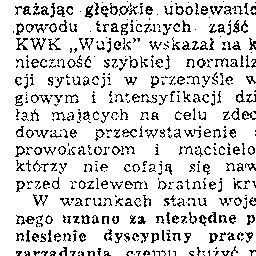 rażając głębokie ubolewanie
powodu tragicznych zajść
KWK „Wujek” wskazał na k
nieczność szybkiej normaliz
cji sytuacji w przemyśle w
glowym i intensyfikacji dzi
łań mających na celu zdec
dowane przeciwstawienie
prowokatorom i mącicielo
którzy nie cofają się naw
przed rozlewem bratniej krw
W warunkach stanu woje
nego uznano za niezbędne p
niesienie dyscypliny pracy
zarządzania, czemu służyć